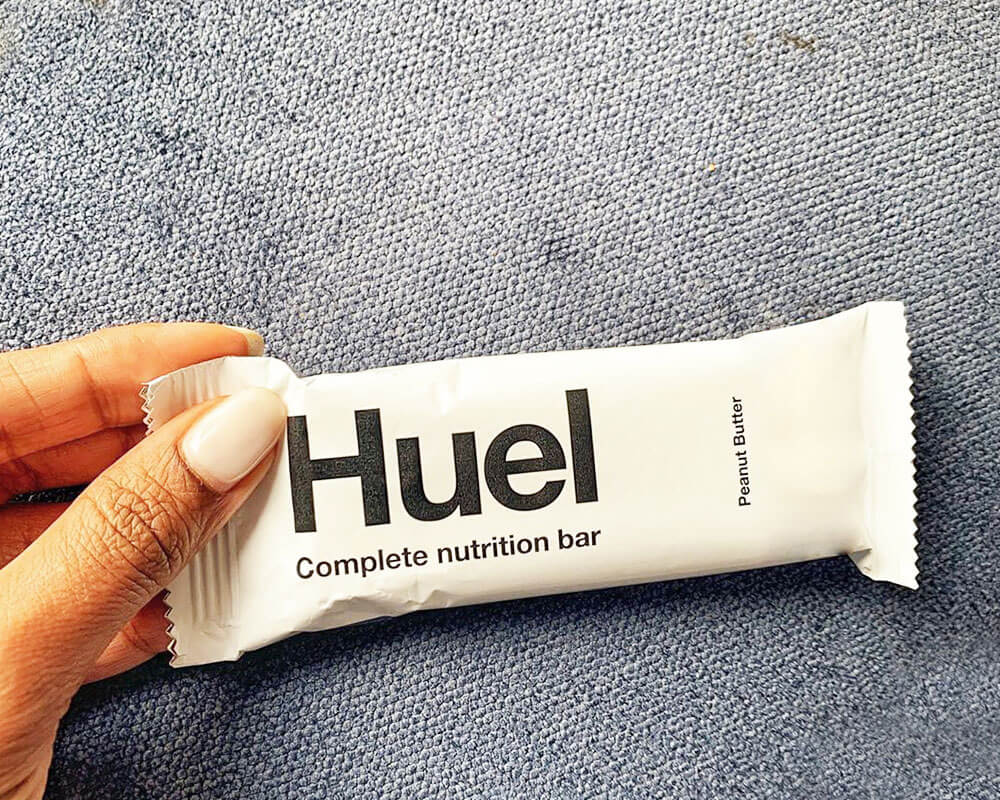 Huel
Complete nutrition bar
Peanut Butter